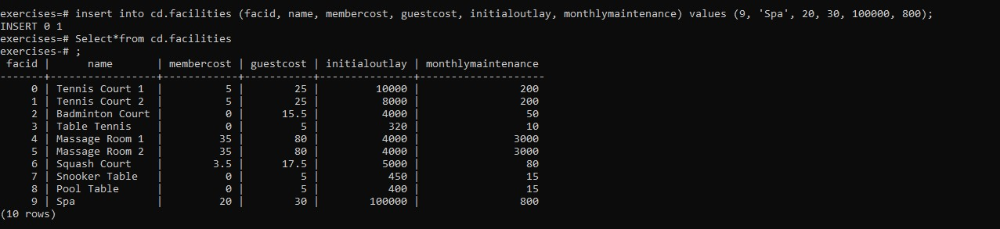 exercises=# insert into cd.facilities (facid, name, membercost, guestcost, initialoutlay, monthlymaintenance) values (9, 'Spa', 20, 30, 100000, 800);
INSERT 0 1
exercises=# Select*from cd.facilities
exercises-# ;
 facid |      name       | membercost | guestcost | initialoutlay | monthlymaintenance
-------+-----------------+------------+-----------+---------------+--------------------
     0 | Tennis Court 1  |          5 |        25 |         10000 |                200
     1 | Tennis Court 2  |          5 |        25 |          8000 |                200
     2 | Badminton Court |          0 |      15.5 |          4000 |                 50
     3 | Table Tennis    |          0 |         5 |           320 |                 10
     4 | Massage Room 1  |         35 |        80 |          4000 |               3000
     5 | Massage Room 2  |         35 |        80 |          4000 |               3000
     6 | Squash Court    |        3.5 |      17.5 |          5000 |                 80
     7 | Snooker Table   |          0 |         5 |           450 |                 15
     8 | Pool Table      |          0 |         5 |           400 |                 15
     9 | Spa             |         20 |        30 |        100000 |                800
(10 rows)